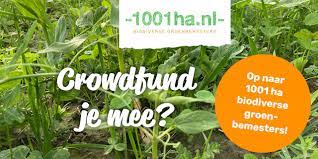 -1001ha.nl-
BIODIVERSE GROENBEMESTERS
Crowdfund
je mee?
Op naar
1001 ha
biodiverse
groen-
bemesters!